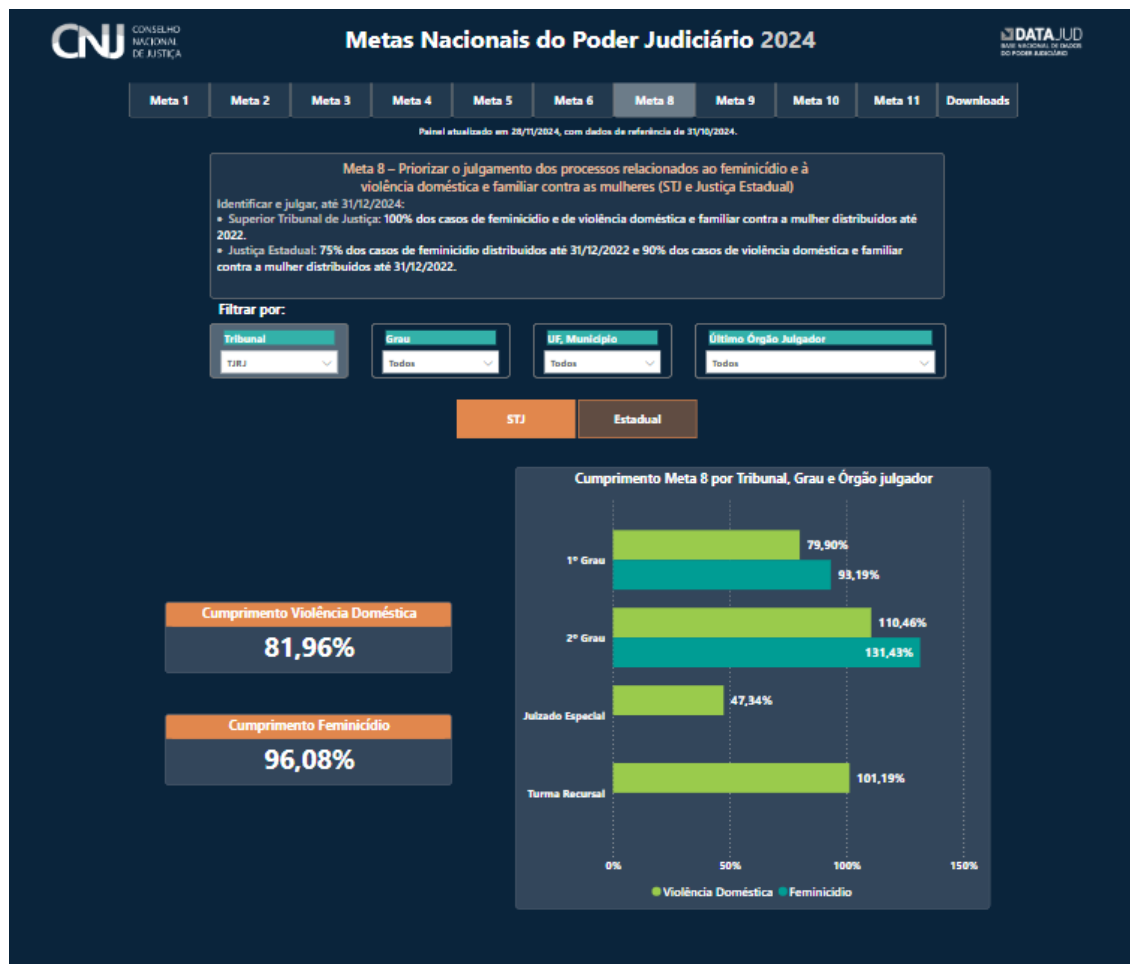 CNJ
CONSELHO
NACIONAL
DE JUSTIÇA
Metas Nacionais do Poder Judiciário 2024
DATAJUD
BASE NACIONAL DE DADOS
DO PODER JUDICIÁRIO
Meta 1 Meta 2 Meta 3 Meta 4 Meta 5 Meta 6 Meta 8 Meta 9 Meta 10 Meta 11 Downloads
Painel atualizado em 28/11/2024, com dados de referência de 31/10/2024.
Meta 8 – Priorizar o julgamento dos processos relacionados ao feminicídio e à
violência doméstica e familiar contra as mulheres (STJ e Justiça Estadual)
Identificar e julgar, até 31/12/2024:
• Superior Tribunal de Justiça: 100% dos casos de feminicídio e de violência doméstica e familiar contra a mulher distribuídos até
2022.
• Justiça Estadual: 75% dos casos de feminicídio distribuídos até 31/12/2022 e 90% dos casos de violência doméstica e familiar
contra a mulher distribuídos até 31/12/2022.
Filtrar por:
Tribunal Grau UF, Município Último Órgão Julgador
TJRJ Todos Todos Todos
STJ Estadual
Cumprimento Meta 8 por Tribunal, Grau e Órgão julgador
1º Grau 79,90%
93,19%
2º Grau 110,46%
131,43%
Juizado Especial 47,34%
Turma Recursal 101,19%
0% 50% 100% 150%
Violência Doméstica Feminicídio
Cumprimento Violência Doméstica
81,96%
Cumprimento Feminicídio
96,08%